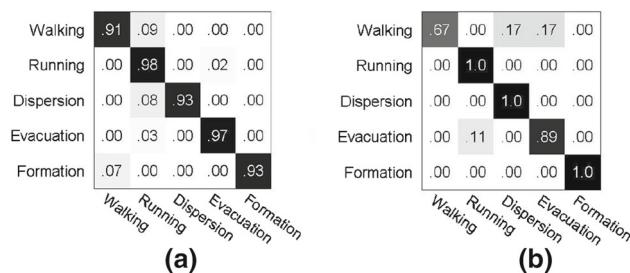 (a)
Walking .91 .09 .00 .00 .00
Running .00 .98 .00 .02 .00
Dispersion .00 .08 .93 .00 .00
Evacuation .00 .03 .00 .97 .00
Formation .07 .00 .00 .00 .93
Walking Running Dispersion Evacuation Formation
(b)
Walking .67 .00 .17 .17 .00
Running .00 1.0 .00 .00 .00
Dispersion .00 .00 1.0 .00 .00
Evacuation .00 .11 .00 .89 .00
Formation .00 .00 .00 .00 1.0
Walking Running Dispersion Evacuation Formation